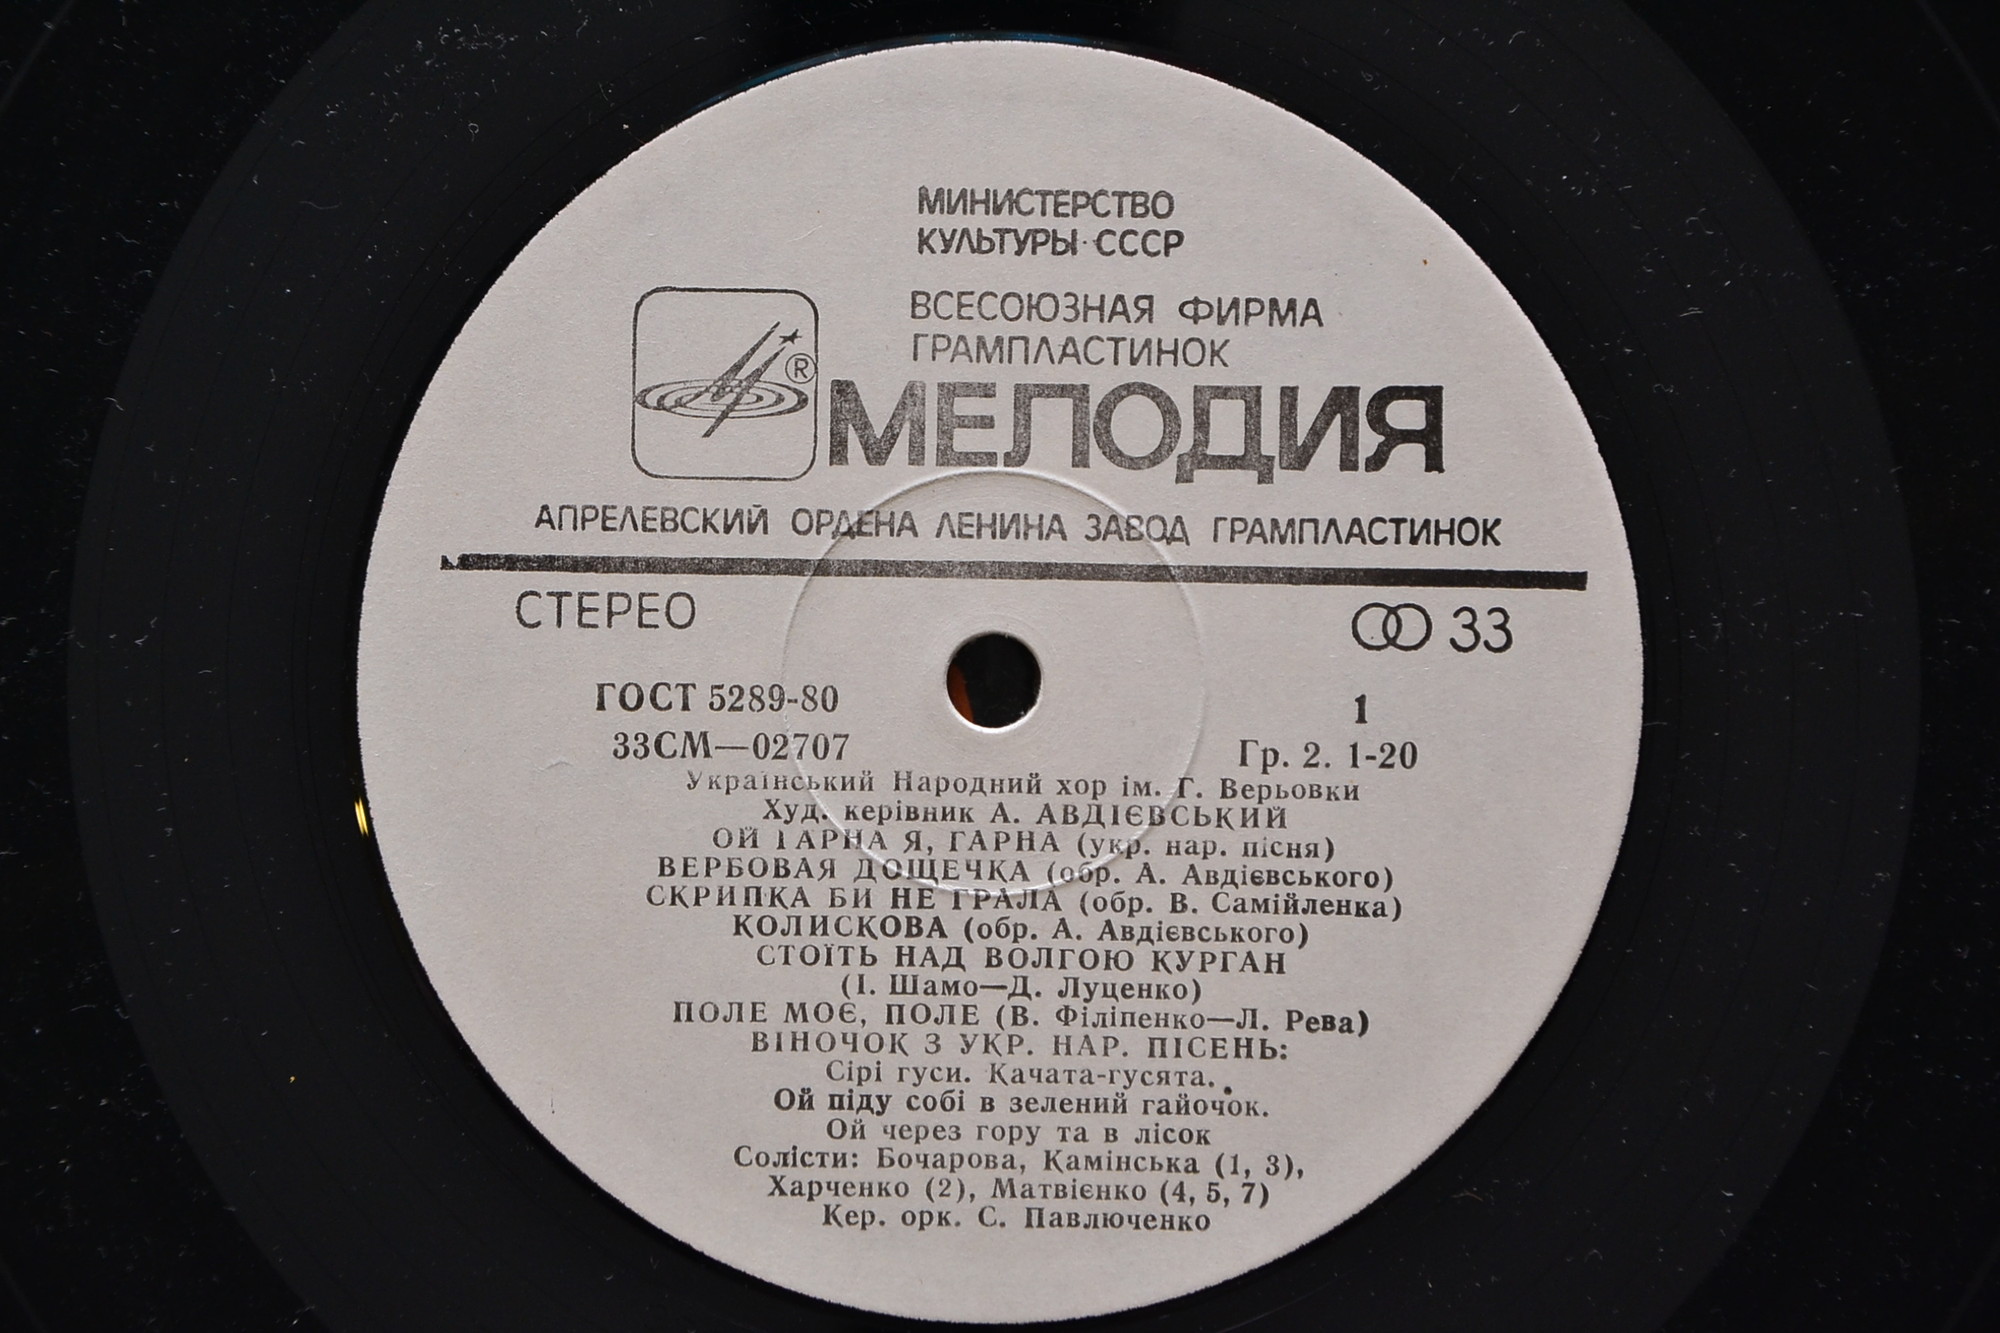 МИНИСТЕРСТВО
КУЛЬТУРЫ СССР
ВСЕСОЮЗНАЯ ФИРМА
ГРАМПЛАСТИНОК
®
МЕЛОДИЯ
АПРЕЛЕВСКИЙ ОРДЕНА ЛЕНИНА ЗАВОД ГРАМПЛАСТИНОК
СТЕРЕО
33
ГОСТ 5289-80
1
33СМ—02707
Гр. 2. 1-20
Український Народний хор ім. Г. Верьовки
Худ. керівник А. АВДІЄВСЬКИЙ
ОЙ ГАРНА Я, ГАРНА (укр. нар. пісня)
ВЕРБОВАЯ ДОЩЕЧКА (обр. А. Авдієвського)
СКРИПКА БИ НЕ ГРАЛА (обр. В. Самійленка)
КОЛИСКОВА (обр. А. Авдієвського)
СТОЇТЬ НАД ВОЛГОЮ КУРГАН
(І. Шамо—Д. Луценко)
ПОЛЕ МОЄ, ПОЛЕ (В. Філіпенко—Л. Рева)
ВІНОЧОК З УКР. НАР. ПІСЕНЬ:
Сірі гуси. Качата-гусята.
Ой піду собі в зелений гайочок.
Ой через гору та в лісок
Солісти: Бочарова, Камінська (1, 3),
Харченко (2), Матвієнко (4, 5, 7)
Кер. орк. С. Павлюченко